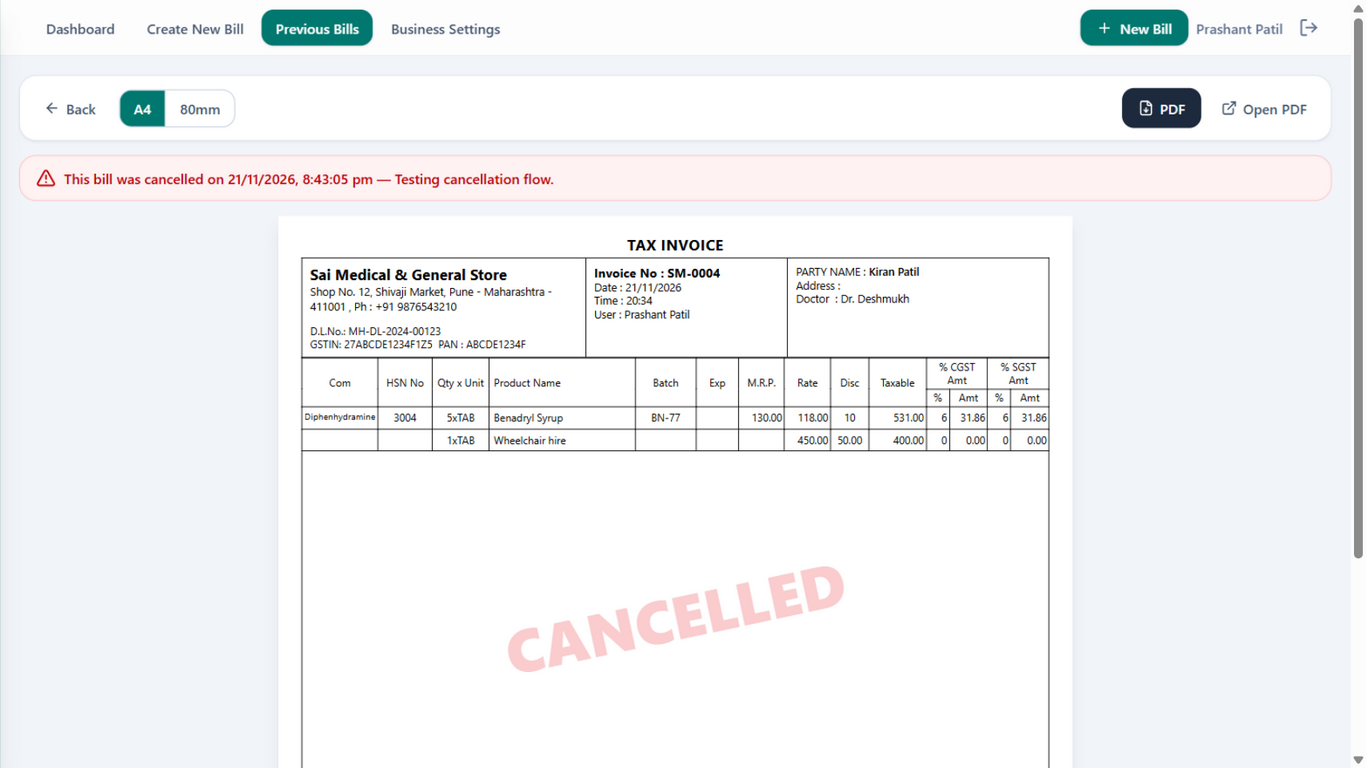 Dashboard Create New Bill Previous Bills Business Settings + New Bill Prashant Patil
Back A4 80mm PDF Open PDF
This bill was cancelled on 21/11/2026, 8:43:05 pm — Testing cancellation flow.
TAX INVOICE
Sai Medical & General Store
Shop No. 12, Shivaji Market, Pune - Maharashtra -
411001 , Ph : +91 9876543210
D.L.No.: MH-DL-2024-00123
GSTIN: 27ABCDE1234F1Z5 PAN : ABCDE1234F
Invoice No : SM-0004
Date : 21/11/2026
Time : 20:34
User : Prashant Patil
PARTY NAME : Kiran Patil
Address :
Doctor : Dr. Deshmukh
Com HSN No Qty x Unit Product Name Batch Exp M.R.P. Rate Disc Taxable % CGST Amt % SGST Amt
% Amt % Amt
Diphenhydramine 3004 5xTAB Benadryl Syrup BN-77 130.00 118.00 10 531.00 6 31.86 6 31.86
1xTAB Wheelchair hire 450.00 50.00 400.00 0 0.00 0 0.00
CANCELLED